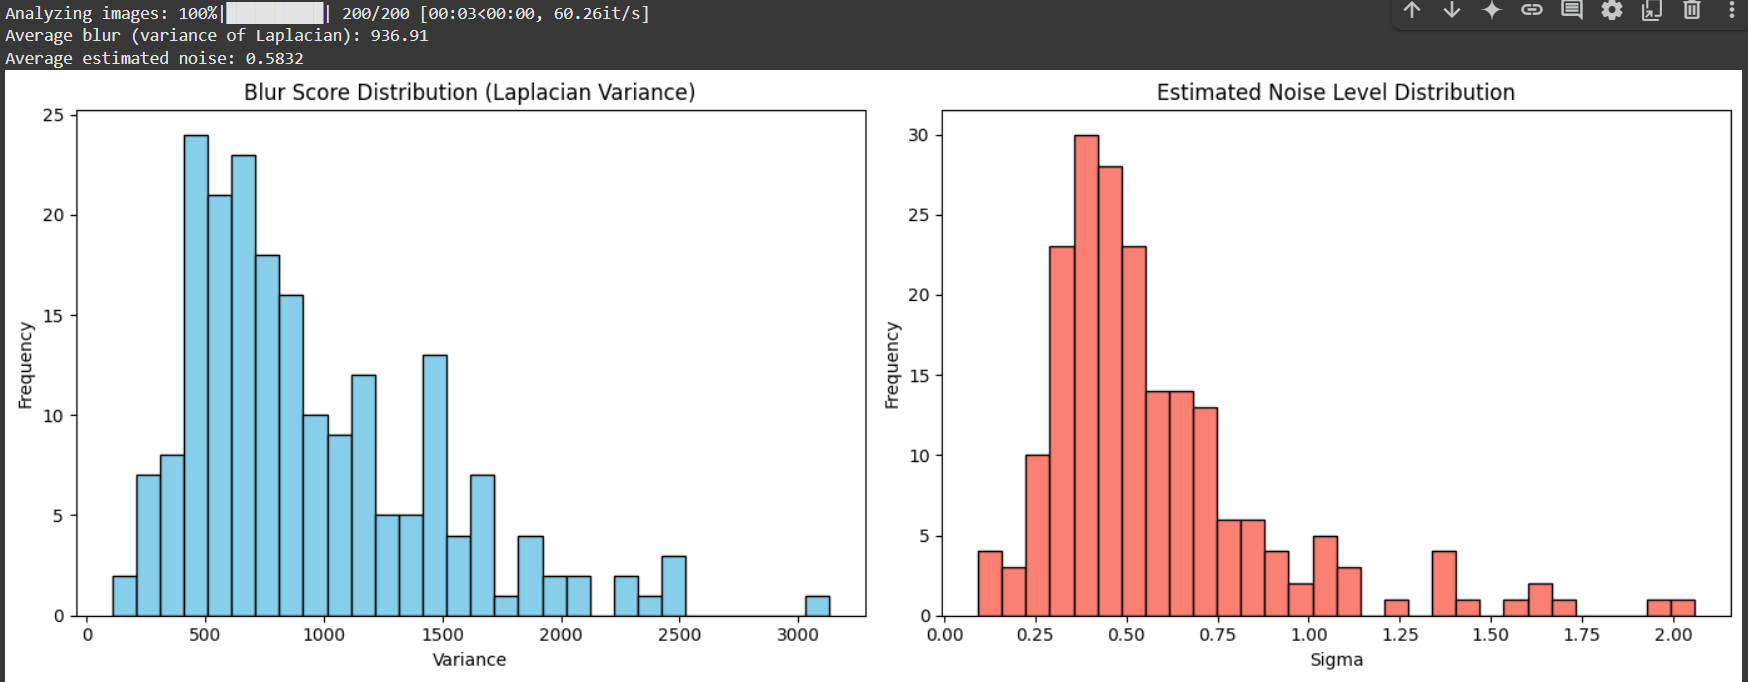 Analyzing images: 100%|██████████| 200/200 [00:03<00:00, 60.26it/s]
Average blur (variance of Laplacian): 936.91
Average estimated noise: 0.5832
Blur Score Distribution (Laplacian Variance)
25
20
15
10
5
0
Frequency
0 500 1000 1500 2000 2500 3000
Variance
Estimated Noise Level Distribution
30
25
20
15
10
5
0
Frequency
0.00 0.25 0.50 0.75 1.00 1.25 1.50 1.75 2.00
Sigma